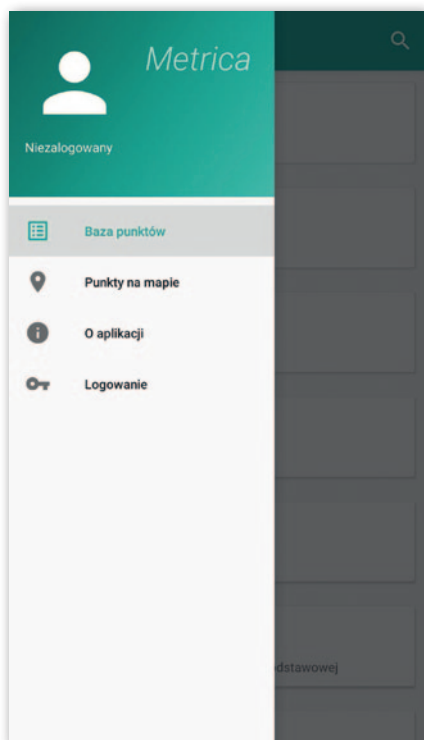 Metrica
Niezalogowany
Baza punktów
Punkty na mapie
O aplikacji
Logowanie
dstawowej